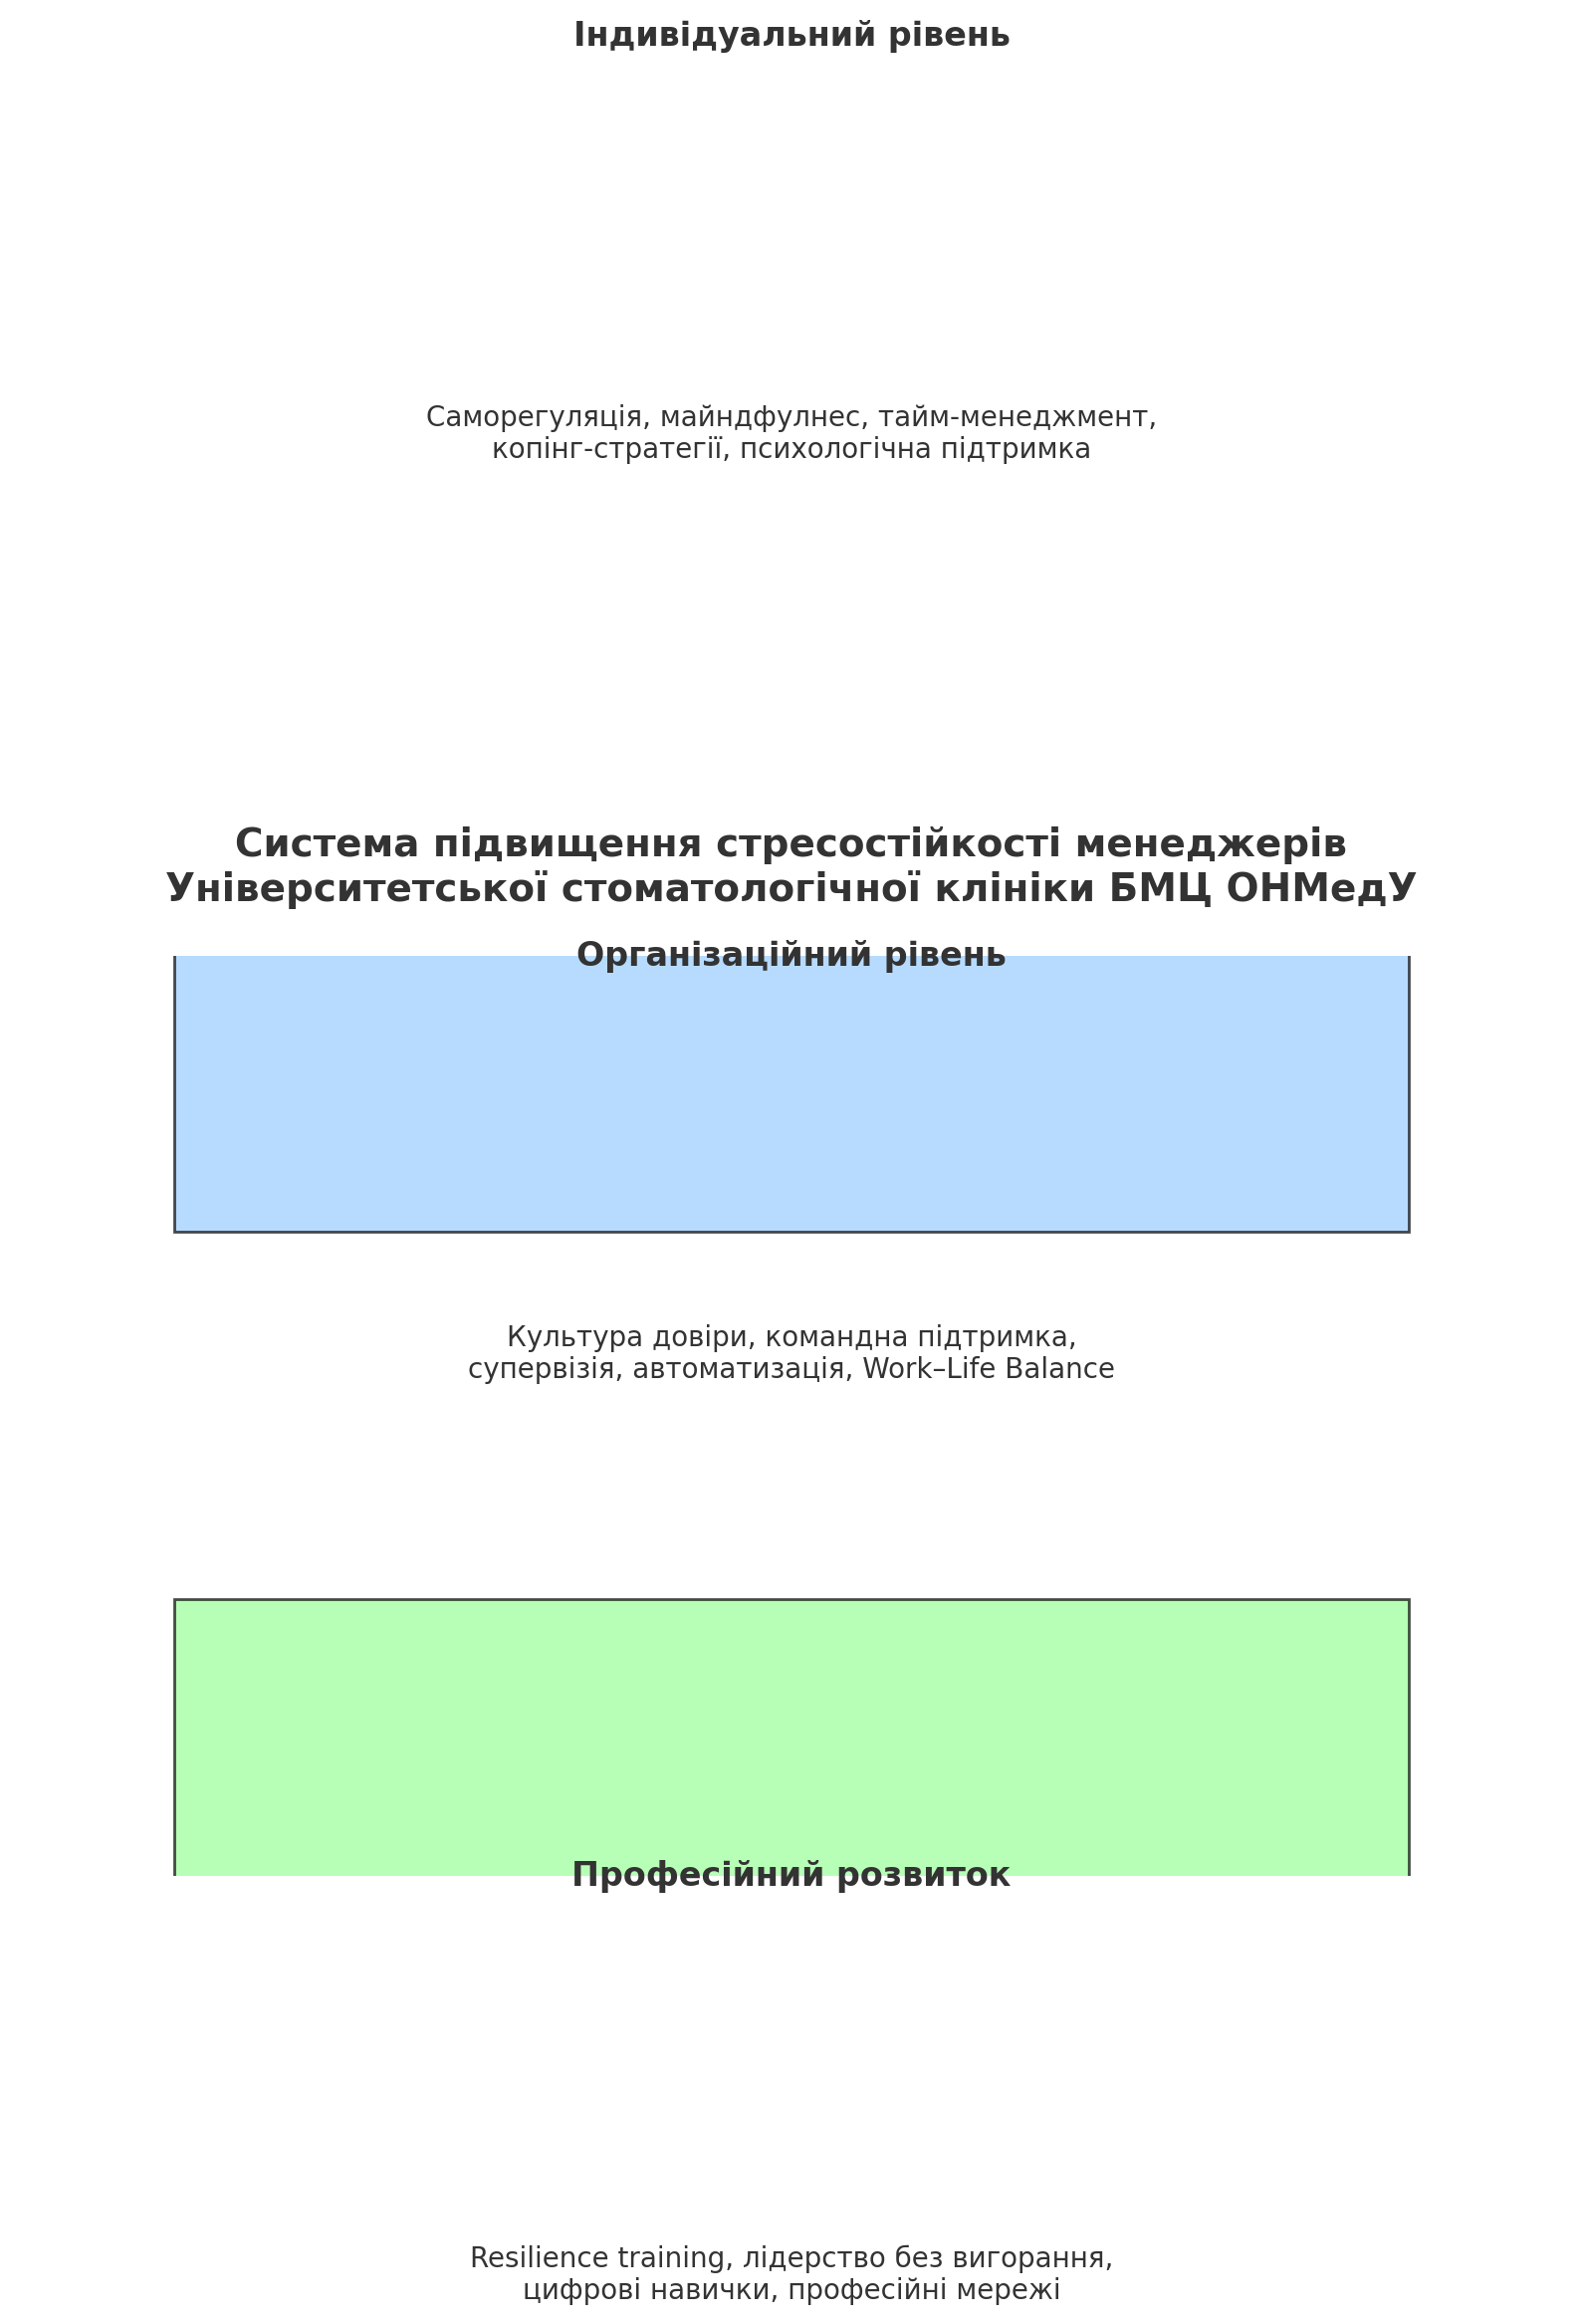 Індивідуальний рівень
Саморегуляція, майндфулнес, тайм-менеджмент,
копінг-стратегії, психологічна підтримка
Система підвищення стресостійкості менеджерів
Університетської стоматологічної клініки БМЦ ОНМедУ
Організаційний рівень
Культура довіри, командна підтримка,
супервізія, автоматизація, Work–Life Balance
Професійний розвиток
Resilience training, лідерство без вигорання,
цифрові навички, професійні мережі